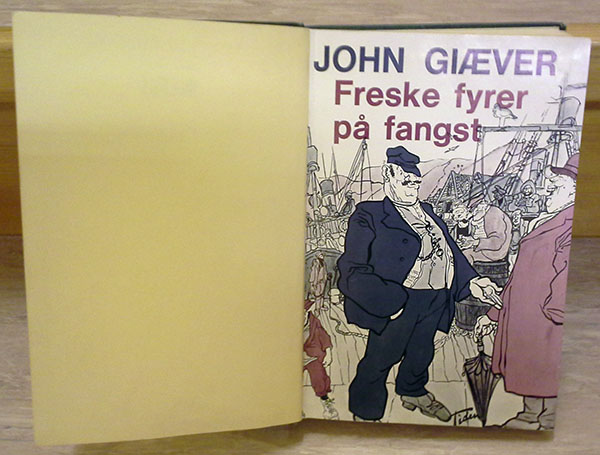 JOHN GIÆVER
Freske fyrer
på fangst